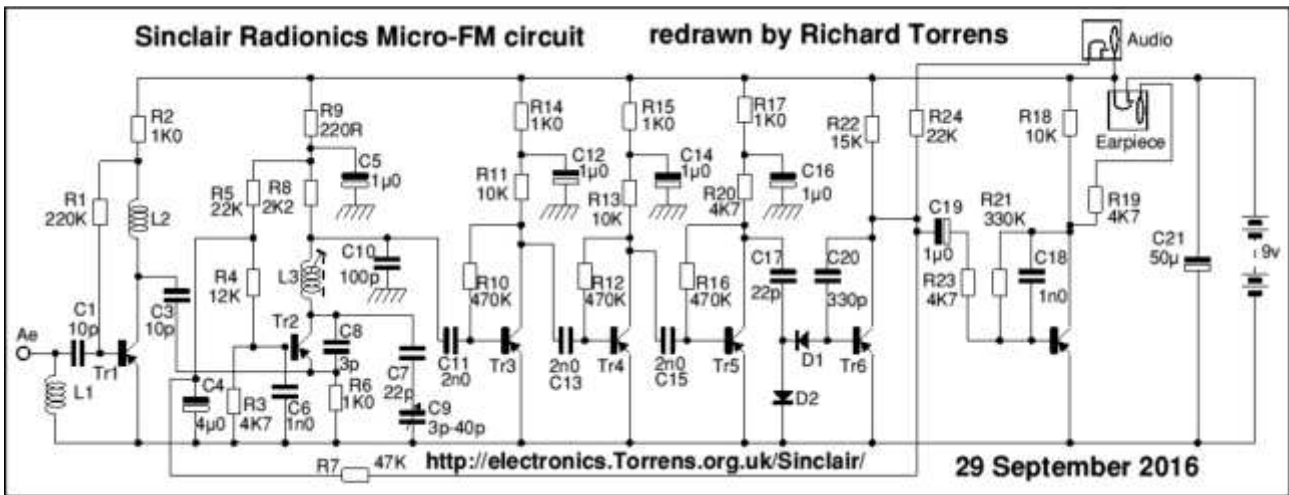 Sinclair Radionics Micro-FM circuit redrawn by Richard Torrens
Audio
Earpiece
R2
1K0
R9
220R
R14
1K0
R15
1K0
R17
1K0
R22
15K
R24
22K
R18
10K
C5
1µ0
C12
1µ0
C14
1µ0
C16
1µ0
R1
220K
L2
R5
22K
R8
2K2
R11
10K
R13
10K
R20
4K7
R21
330K
R19
4K7
C19
1µ0
C10
100p
L3
R4
12K
R10
470K
R12
470K
R16
470K
C17
22p
C20
330p
R23
4K7
C18
1n0
C21
50µ
9v
Ae
C1
10p
Tr1
C3
10p
Tr2
C8
3p
C7
22p
C11
2n0
Tr3
2n0
C13
Tr4
2n0
C15
Tr5
D1
Tr6
D2
L1
C4
4µ0
R3
4K7
C6
1n0
R6
1K0
C9
3p-40p
R7
47K
http://electronics.Torrens.org.uk/Sinclair/
29 September 2016